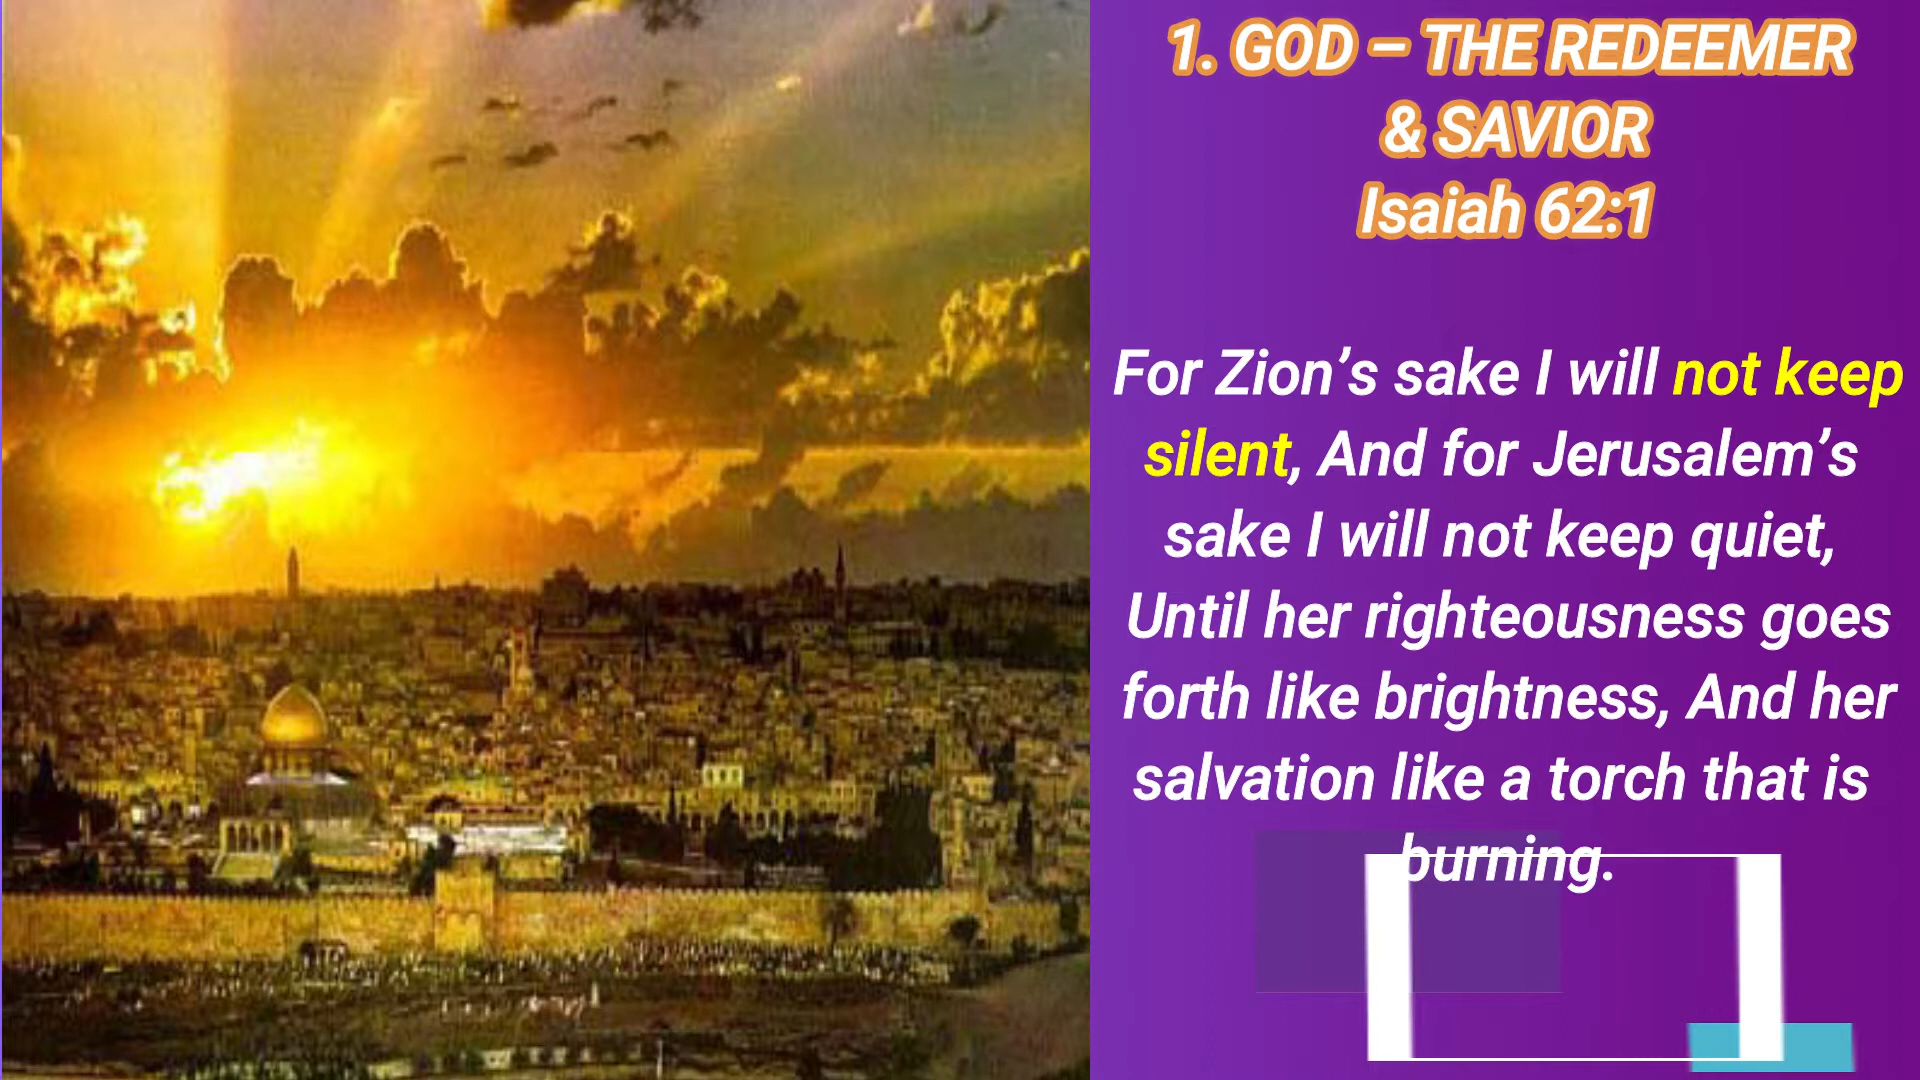 1. GOD – THE REDEEMER
& SAVIOR
Isaiah 62:1
For Zion’s sake I will not keep
silent, And for Jerusalem’s
sake I will not keep quiet,
Until her righteousness goes
forth like brightness, And her
salvation like a torch that is
burning.